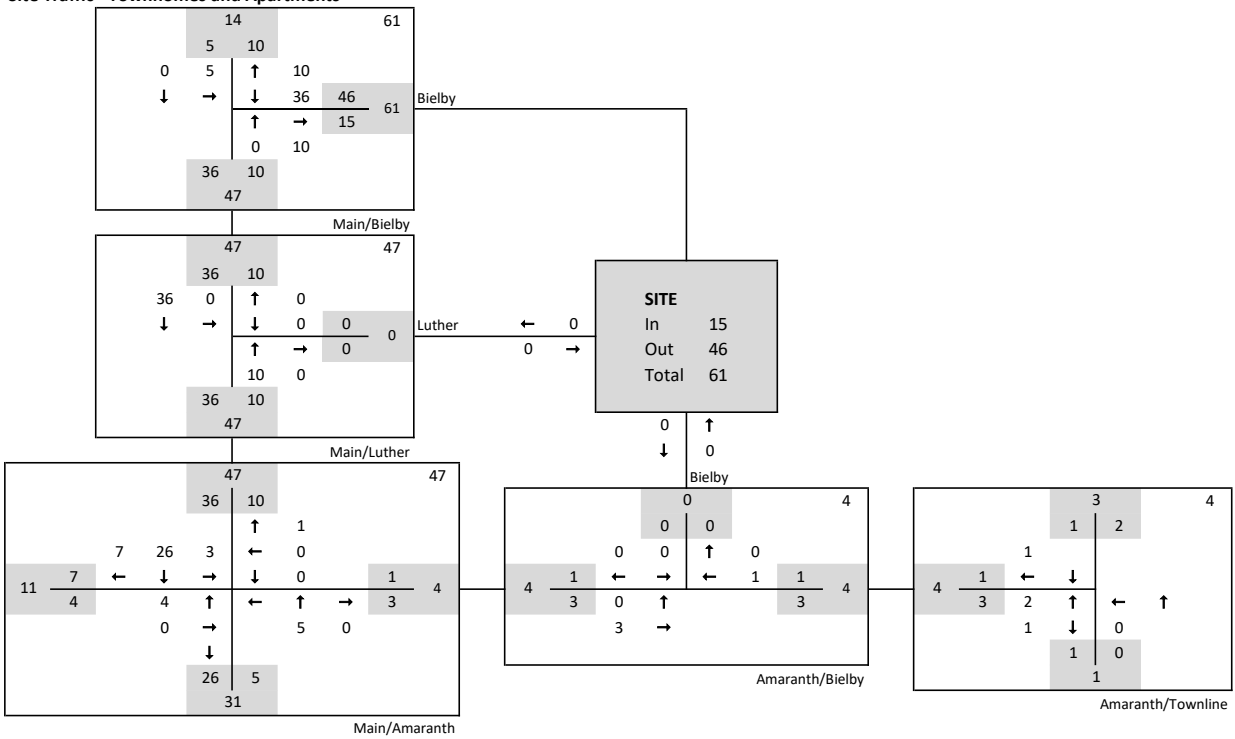 Site Traffic - Townhomes and Apartments
14 61
5 10
0 5 ↑ 10
↓ → ↓ 36 46 61 Bielby
↑ → 15
0 10
36 10
47
Main/Bielby
47 47
36 10
36 0 ↑ 0
↓ → ↓ 0 0 0 Luther ← 0
↑ → 0 0 →
10 0
36 10
47
Main/Luther
SITE
In 15
Out 46
Total 61
0 ↑
↓ 0
Bielby
47 47
36 10
↑ 1
7 26 3 ← 0
11 7 ← ↓ → ↓ 0 1 4
4 4 ↑ ← ↑ → 3
0 → 5 0
↓
26 5
31
Main/Amaranth
0 4
0 0
0 0 ↑ 0
4 1 ← → ← 1 1 4
3 0 ↑ 3
3 →
Amaranth/Bielby
3 4
1 2
1
4 1 ← ↓
3 2 ↑ ← ↑
1 ↓ 0
1 0
1
Amaranth/Townline